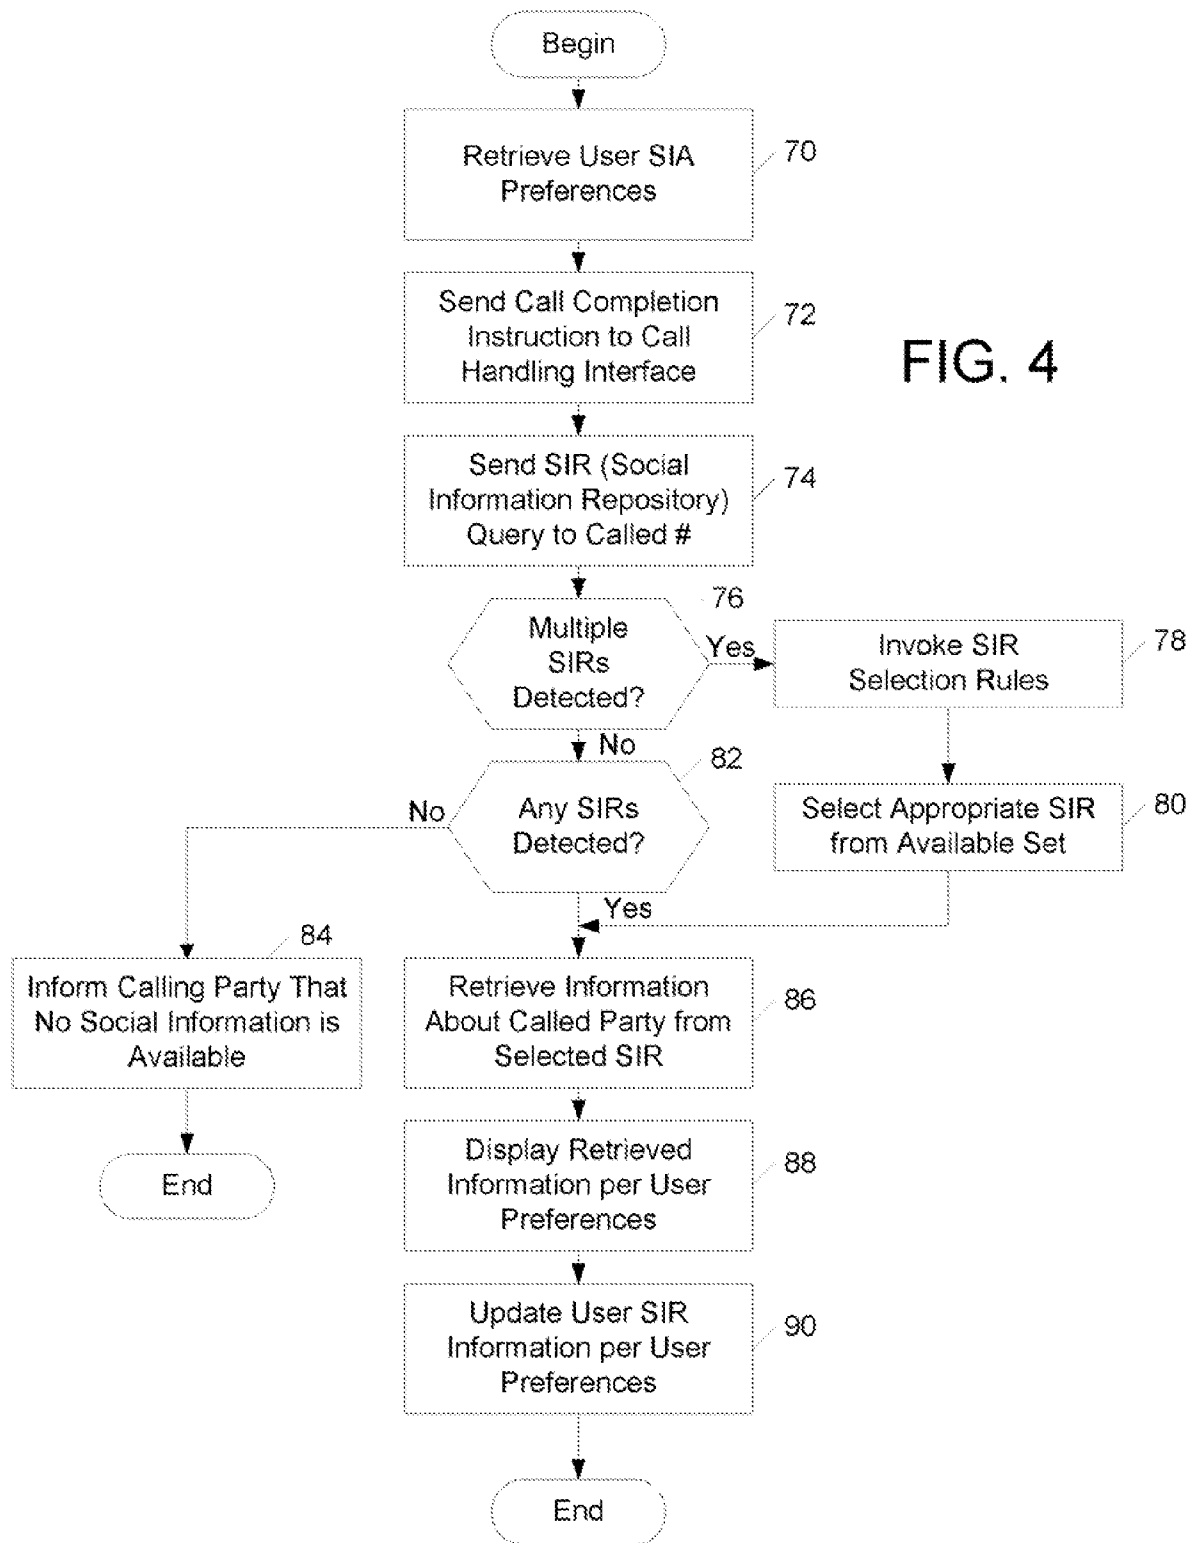 Begin
Retrieve User SIA
Preferences
70
Send Call Completion
Instruction to Call
Handling Interface
72
FIG. 4
Send SIR (Social
Information Repository)
Query to Called #
74
Multiple
SIRs
Detected?
76
Yes
Invoke SIR
Selection Rules
78
No
Any SIRs
Detected?
82
No
Select Appropriate SIR
from Available Set
80
Yes
84
Inform Calling Party That
No Social Information is
Available
Retrieve Information
About Called Party from
Selected SIR
86
End
Display Retrieved
Information per User
Preferences
88
Update User SIR
Information per User
Preferences
90
End